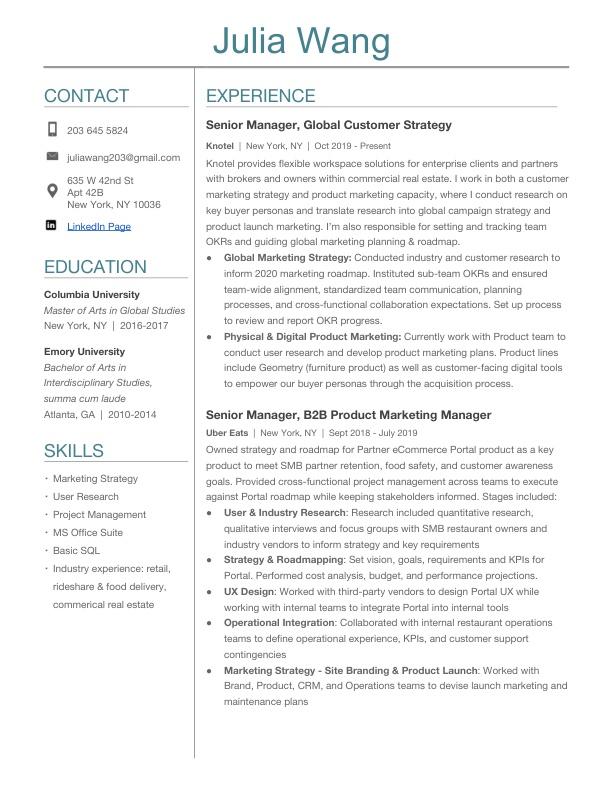 Julia Wang
CONTACT
203 645 5824
juliawang203@gmail.com
635 W 42nd St
Apt 42B
New York, NY 10036
in LinkedIn Page
EDUCATION
Columbia University
Master of Arts in Global Studies
New York, NY | 2016-2017
Emory University
Bachelor of Arts in
Interdisciplinary Studies,
summa cum laude
Atlanta, GA | 2010-2014
SKILLS
· Marketing Strategy
· User Research
· Project Management
· MS Office Suite
· Basic SQL
· Industry experience: retail,
rideshare & food delivery,
commerical real estate
EXPERIENCE
Senior Manager, Global Customer Strategy
Knotel | New York, NY | Oct 2019 - Present
Knotel provides flexible workspace solutions for enterprise clients and partners
with brokers and owners within commercial real estate. I work in both a customer
marketing strategy and product marketing capacity, where I conduct research on
key buyer personas and translate research into global campaign strategy and
product launch marketing. I'm also responsible for setting and tracking team
OKRs and guiding global marketing planning & roadmap.
● Global Marketing Strategy: Conducted industry and customer research to
inform 2020 marketing roadmap. Instituted sub-team OKRs and ensured
team-wide alignment, standardized team communication, planning
processes, and cross-functional collaboration expectations. Set up process
to review and report OKR progress.
● Physical & Digital Product Marketing: Currently work with Product team to
conduct user research and develop product marketing plans. Product lines
include Geometry (furniture product) as well as customer-facing digital tools
to empower our buyer personas through the acquisition process.
Senior Manager, B2B Product Marketing Manager
Uber Eats | New York, NY | Sept 2018 - July 2019
Owned strategy and roadmap for Partner eCommerce Portal product as a key
product to meet SMB partner retention, food safety, and customer awareness
goals. Provided cross-functional project management across teams to execute
against Portal roadmap while keeping stakeholders informed. Stages included:
● User & Industry Research: Research included quantitative research,
qualitative interviews and focus groups with SMB restaurant owners and
industry vendors to inform strategy and key requirements
● Strategy & Roadmapping: Set vision, goals, requirements and KPIs for
Portal. Performed cost analysis, budget, and performance projections.
● UX Design: Worked with third-party vendors to design Portal UX while
working with internal teams to integrate Portal into internal tools
● Operational Integration: Collaborated with internal restaurant operations
teams to define operational experience, KPIs, and customer support
contingencies
● Marketing Strategy - Site Branding & Product Launch: Worked with
Brand, Product, CRM, and Operations teams to devise launch marketing and
maintenance plans